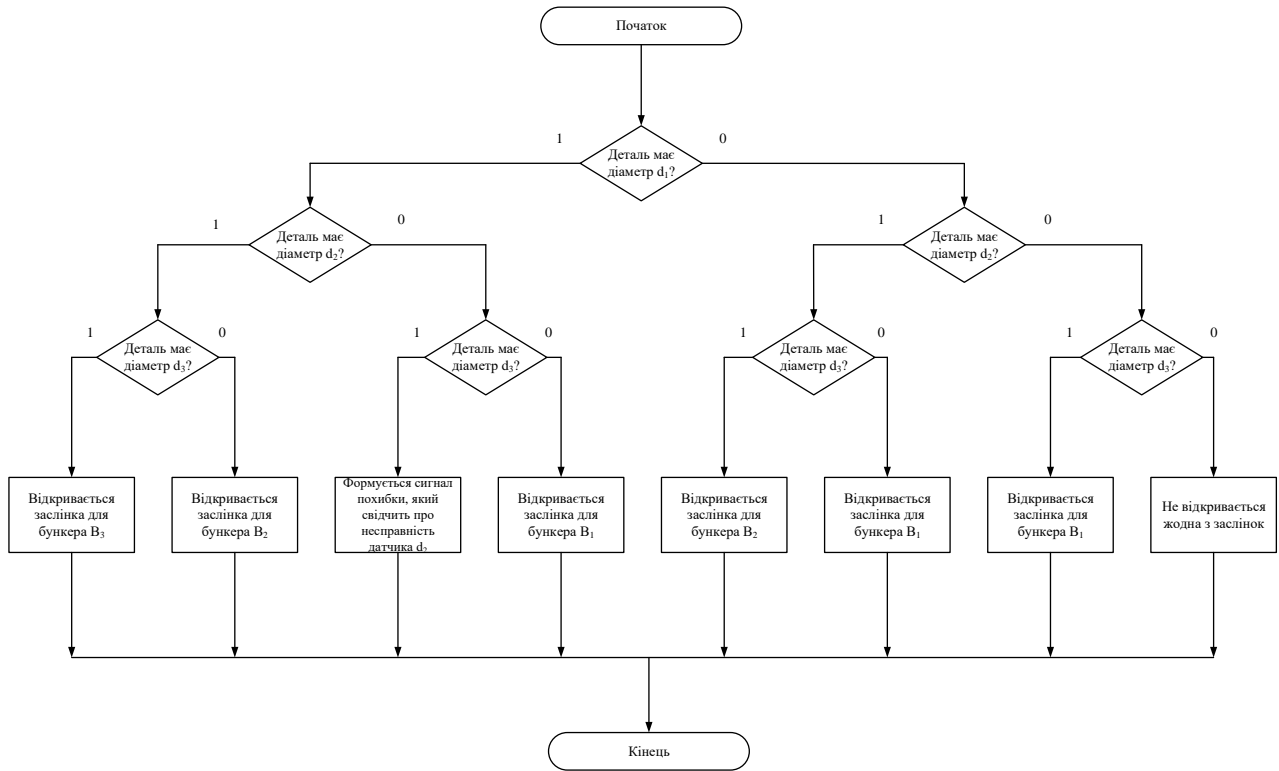 Початок
1
0
Деталь має
діаметр d₁?
1
0
1
0
Деталь має
діаметр d₂?
Деталь має
діаметр d₂?
1
0
1
0
1
0
1
0
Деталь має
діаметр d₃?
Деталь має
діаметр d₃?
Деталь має
діаметр d₃?
Деталь має
діаметр d₃?
Відкривається
заслінка для
бункера B₃
Відкривається
заслінка для
бункера B₂
Формується сигнал
похибки, який
свідчить про
несправність
датчика d₂
Відкривається
заслінка для
бункера B₁
Відкривається
заслінка для
бункера B₂
Відкривається
заслінка для
бункера B₁
Відкривається
заслінка для
бункера B₁
Не відкривається
жодна з заслінок
Кінець